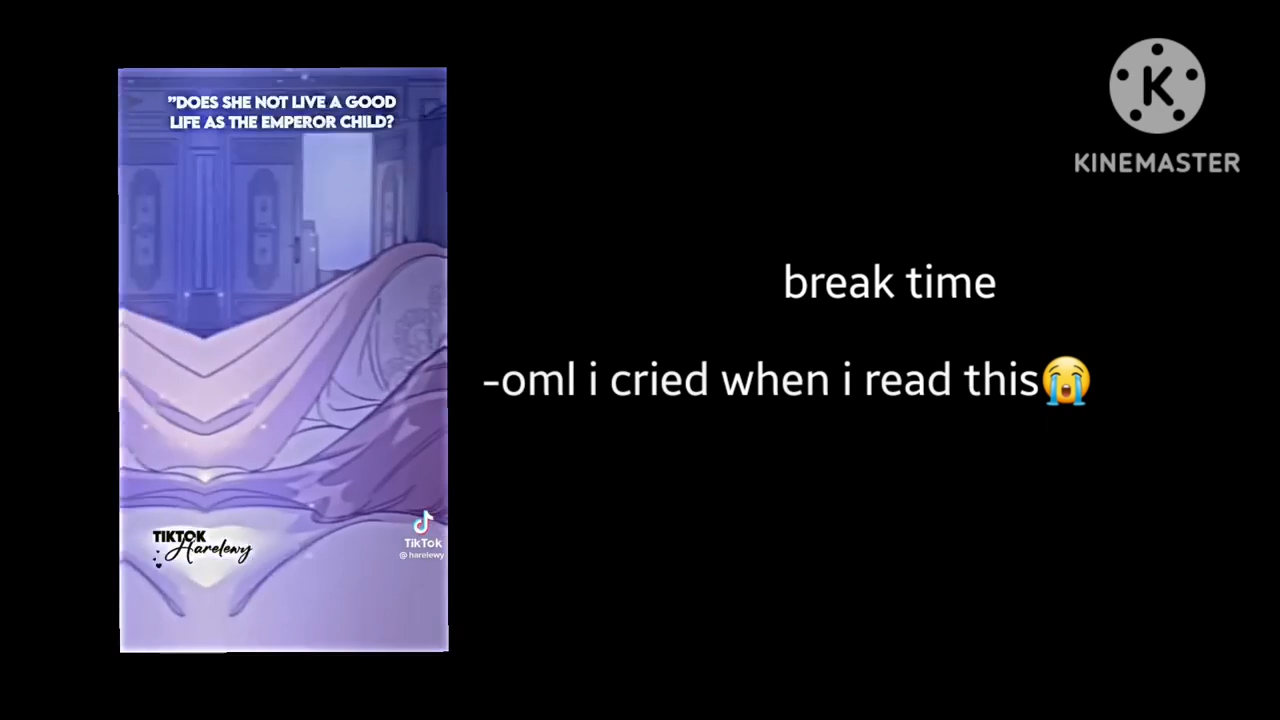 "DOES SHE NOT LIVE A GOOD
LIFE AS THE EMPEROR CHILD?
K
KINEMASTER
break time
-oml i cried when i read this😭
TIKTOK
Harelewy
TikTok
@harelewy